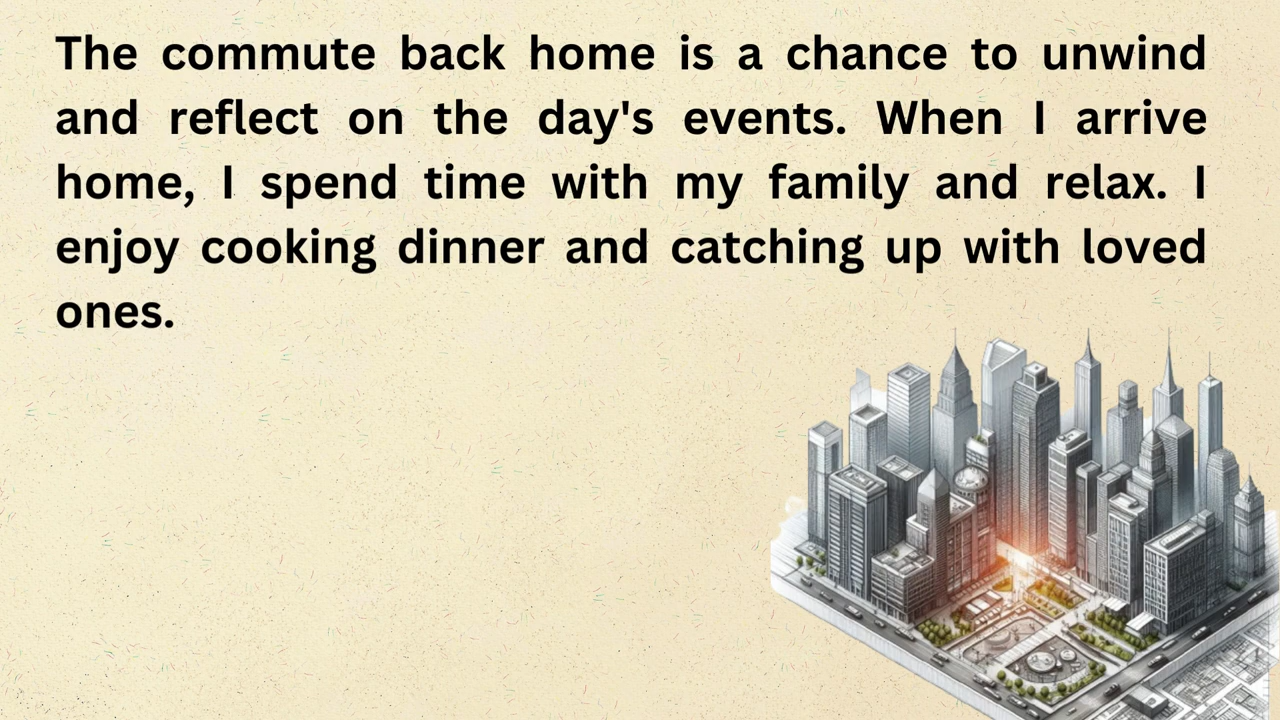 The commute back home is a chance to unwind
and reflect on the day's events. When I arrive
home, I spend time with my family and relax. I
enjoy cooking dinner and catching up with loved
ones.